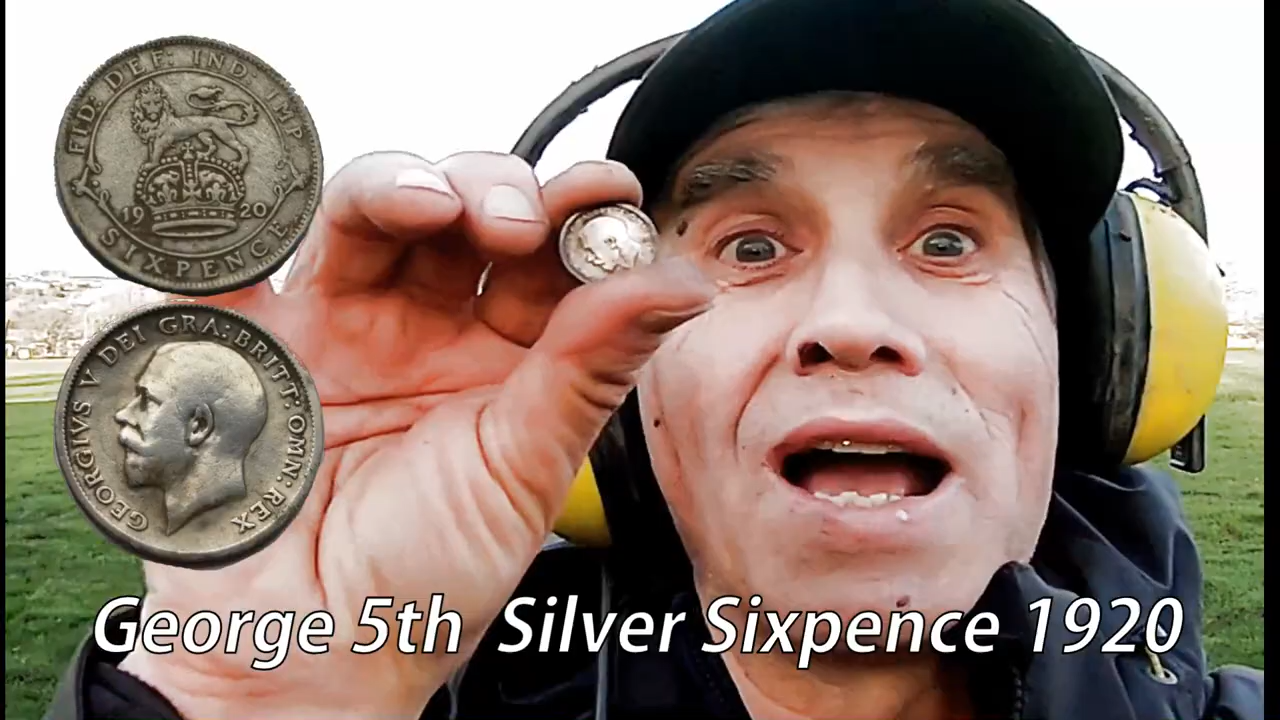 FID: DEF: IND: IMP
19 20
SIXPENCE
GEORGIVS V DEI GRA: BRITT: OMN: REX
George 5th Silver Sixpence 1920